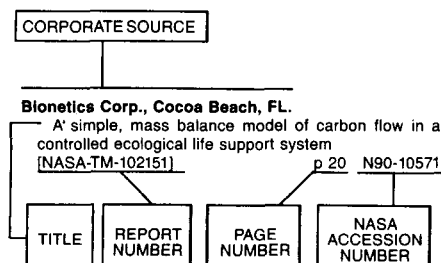 CORPORATE SOURCE
Bionetics Corp., Cocoa Beach, FL.
A simple, mass balance model of carbon flow in a
controlled ecological life support system
[NASA-TM-102151] p 20 N90-10571
TITLE
REPORT
NUMBER
PAGE
NUMBER
NASA
ACCESSION
NUMBER